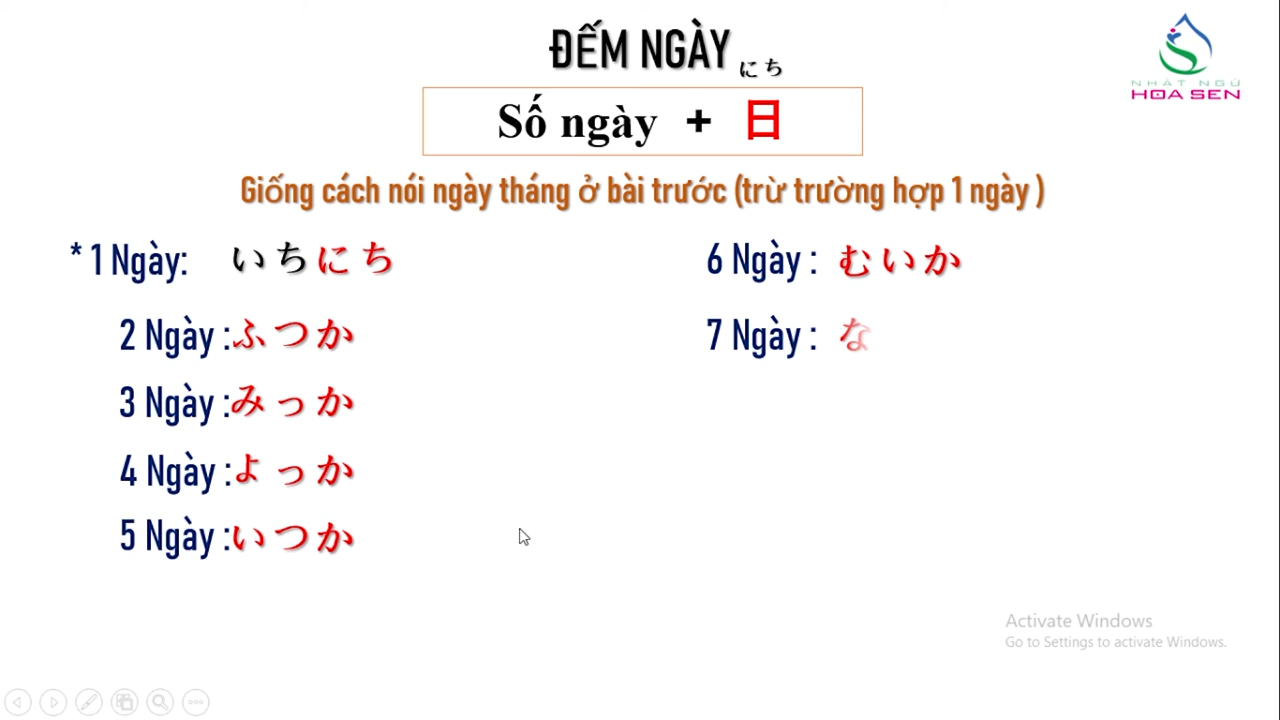 ĐẾM NGÀY
にち
Số ngày + 日
NHẬT NGỮ
HOA SEN
Giống cách nói ngày tháng ở bài trước (trừ trường hợp 1 ngày )
* 1 Ngày: いちにち
2 Ngày :ふつか
3 Ngày :みっか
4 Ngày :よっか
5 Ngày :いつか
6 Ngày : むいか
7 Ngày : な
Activate Windows
Go to Settings to activate Windows.